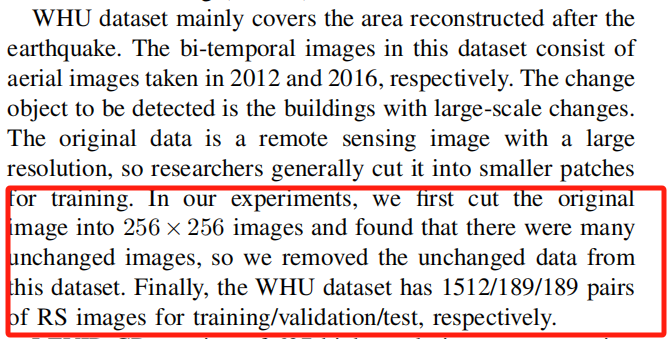 WHU dataset mainly covers the area reconstructed after the
earthquake. The bi-temporal images in this dataset consist of
aerial images taken in 2012 and 2016, respectively. The change
object to be detected is the buildings with large-scale changes.
The original data is a remote sensing image with a large
resolution, so researchers generally cut it into smaller patches
for training. In our experiments, we first cut the original
image into 256 × 256 images and found that there were many
unchanged images, so we removed the unchanged data from
this dataset. Finally, the WHU dataset has 1512/189/189 pairs
of RS images for training/validation/test, respectively.